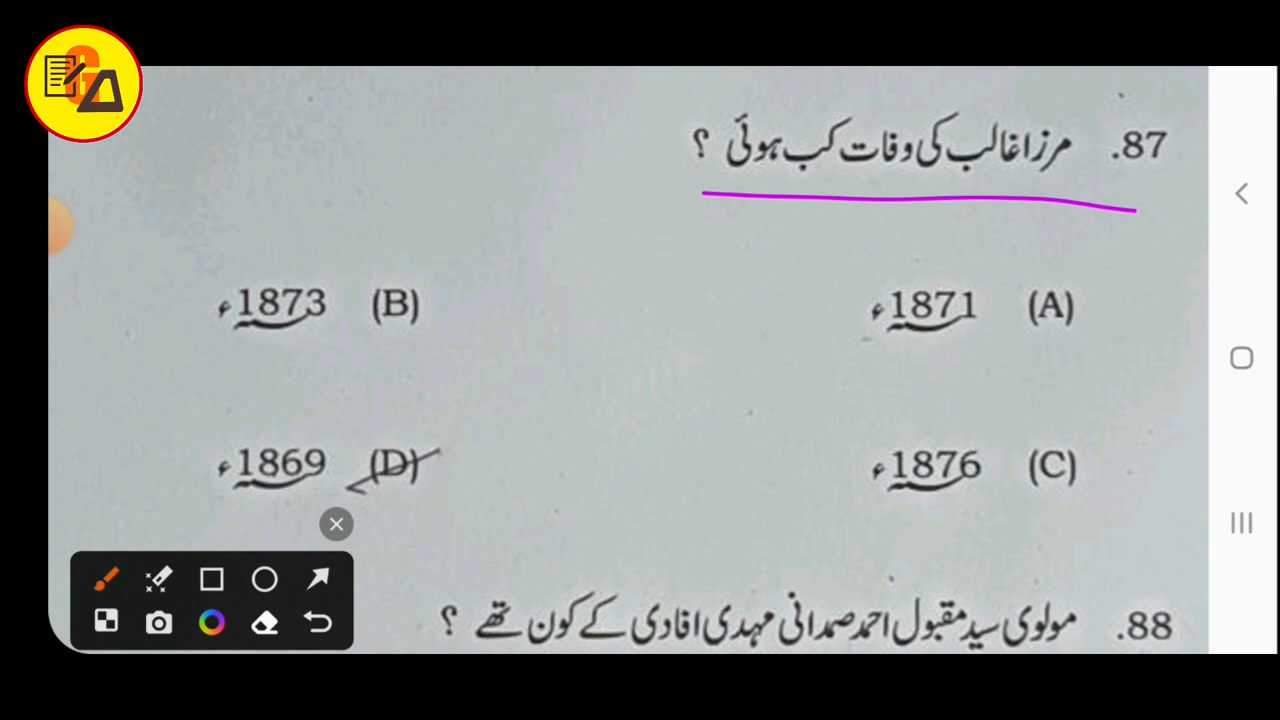 87. مرزا غالب کی وفات کب ہوئی ؟
(A) 1871ء (B) 1873ء
(C) 1876ء (D) 1869ء
88. مولوی سید مقبول احمد صمدانی مہدی افادی کے کون تھے ؟